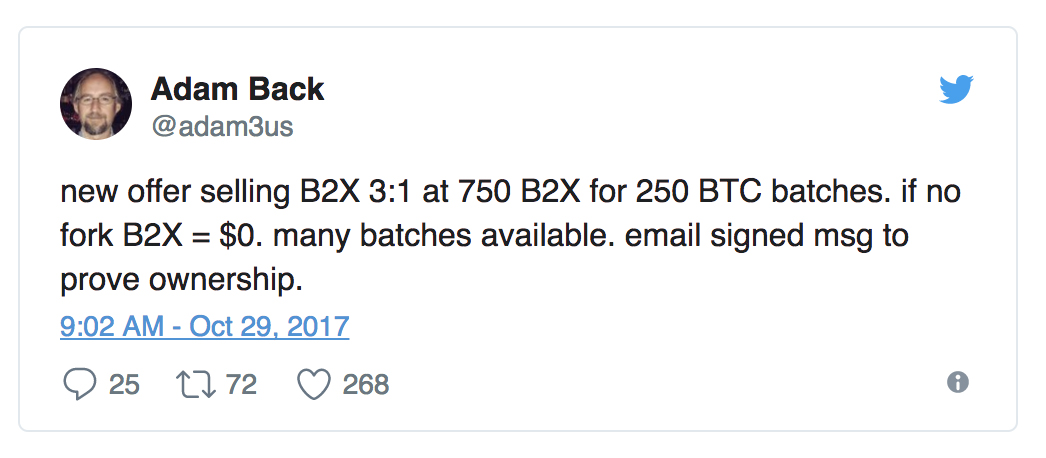 Adam Back
@adam3us
new offer selling B2X 3:1 at 750 B2X for 250 BTC batches. if no
fork B2X = $0. many batches available. email signed msg to
prove ownership.
9:02 AM - Oct 29, 2017
25 72 268